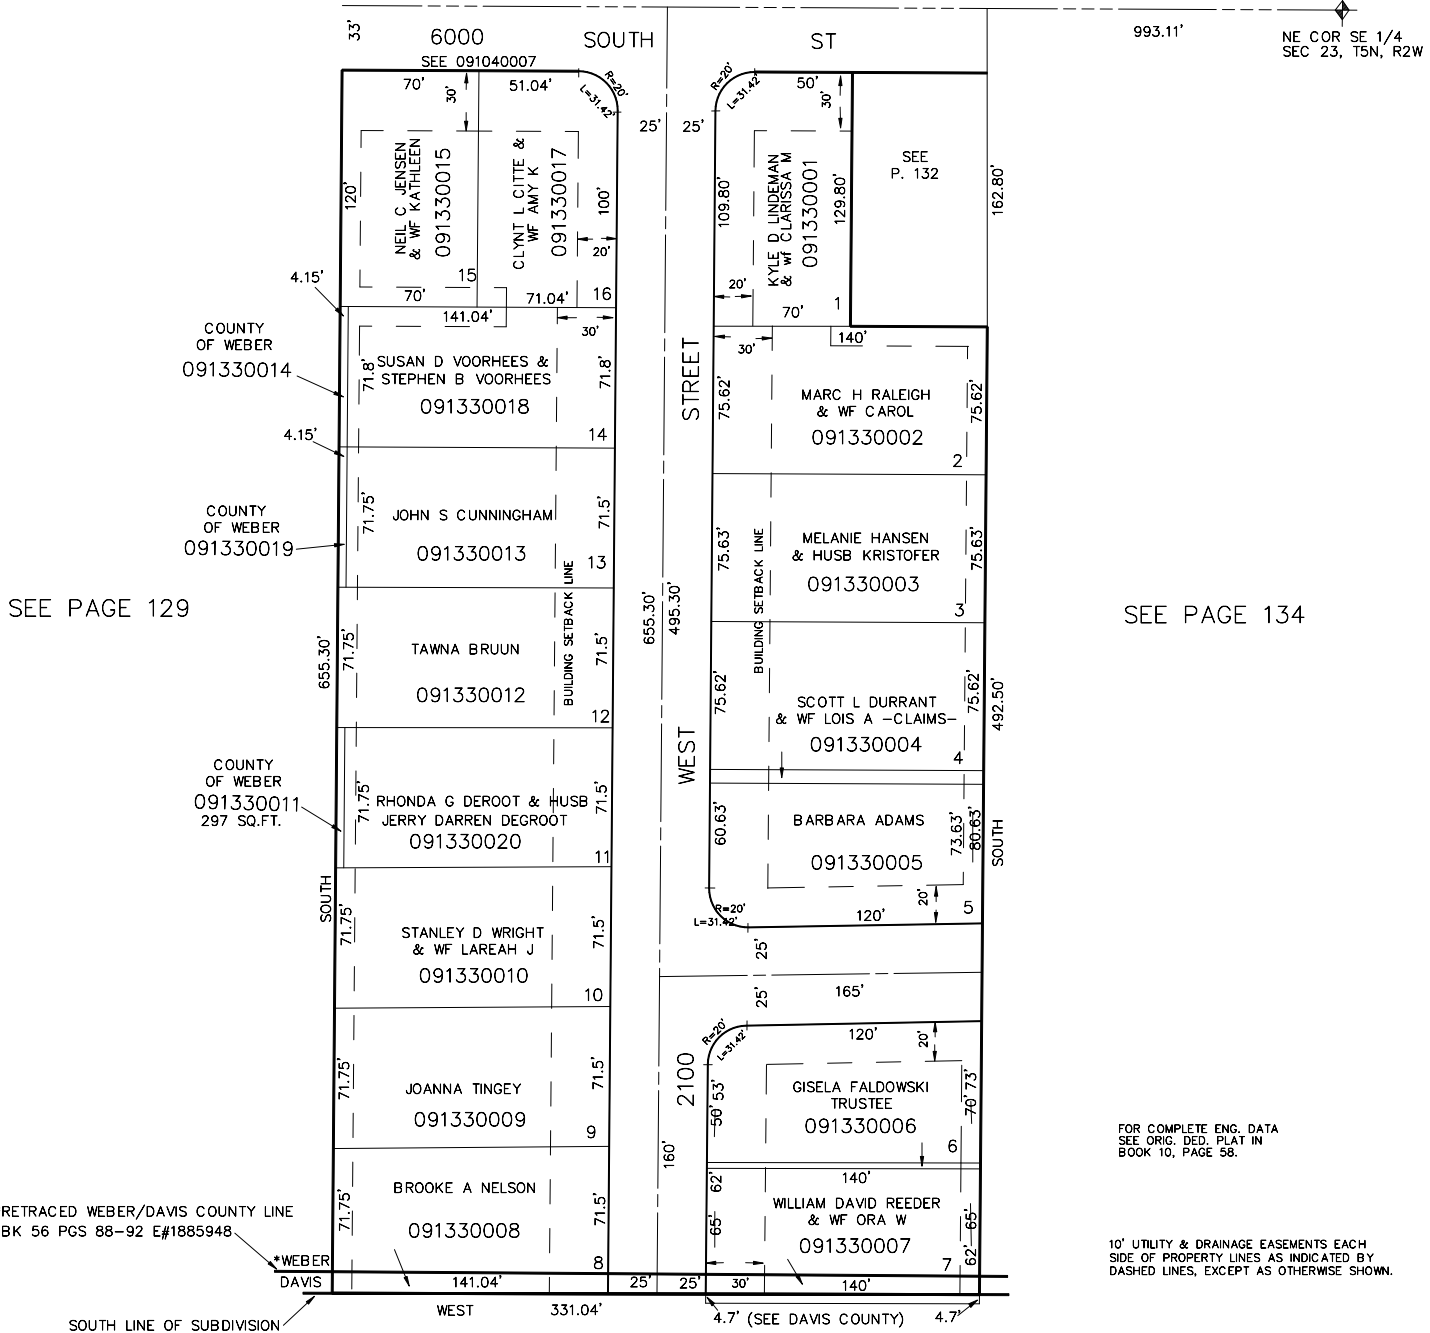 33'
6000 SOUTH ST
993.11'
NE COR SE 1/4
SEC 23, T5N, R2W
SEE 091040007
70'
51.04'
30'
R=20'
L=31.42'
25'
25'
R=20'
L=31.42'
50'
30'
120'
NEIL C JENSEN
& WF KATHLEEN
091330015
15
70'
CLYNT L CITTE &
WF AMY K
091330017
100'
20'
71.04'
16
109.80'
KYLE D LINDEMAN
& wf CLARISSA M
091330001
129.80'
20'
70'
1
SEE
P. 132
162.80'
4.15'
COUNTY
OF WEBER
091330014
141.04'
30'
71.8'
SUSAN D VOORHEES &
STEPHEN B VOORHEES
091330018
71.8'
14
30'
140'
75.62'
MARC H RALEIGH
& WF CAROL
091330002
75.62'
2
STREET
4.15'
COUNTY
OF WEBER
091330019
71.75'
JOHN S CUNNINGHAM
091330013
71.5'
13
75.63'
BUILDING SETBACK LINE
MELANIE HANSEN
& HUSB KRISTOFER
091330003
75.63'
3
SEE PAGE 129
SEE PAGE 134
655.30'
71.75'
TAWNA BRUUN
091330012
BUILDING SETBACK LINE
71.5'
12
655.30'
495.30'
75.62'
SCOTT L DURRANT
& WF LOIS A -CLAIMS-
091330004
75.62'
4
492.50'
WEST
COUNTY
OF WEBER
091330011
297 SQ.FT.
71.75'
RHONDA G DEROOT & HUSB
JERRY DARREN DEGROOT
091330020
71.5'
11
60.63'
BARBARA ADAMS
091330005
73.63'
80.63'
SOUTH
20'
5
R=20'
L=31.42'
120'
SOUTH
71.75'
STANLEY D WRIGHT
& WF LAREAH J
091330010
71.5'
10
25'
25'
165'
R=20'
L=31.42'
120'
20'
2100
71.75'
JOANNA TINGEY
091330009
71.5'
9
50' 53'
GISELA FALDOWSKI
TRUSTEE
091330006
70' 73'
6
160'
FOR COMPLETE ENG. DATA
SEE ORIG. DED. PLAT IN
BOOK 10, PAGE 58.
71.75'
BROOKE A NELSON
091330008
71.5'
8
62'
65'
140'
WILLIAM DAVID REEDER
& WF ORA W
091330007
65'
62'
7
RETRACED WEBER/DAVIS COUNTY LINE
BK 56 PGS 88-92 E#1885948
*WEBER
DAVIS
141.04'
25'
25'
30'
140'
10' UTILITY & DRAINAGE EASEMENTS EACH
SIDE OF PROPERTY LINES AS INDICATED BY
DASHED LINES, EXCEPT AS OTHERWISE SHOWN.
WEST
331.04'
4.7' (SEE DAVIS COUNTY) 4.7'
SOUTH LINE OF SUBDIVISION